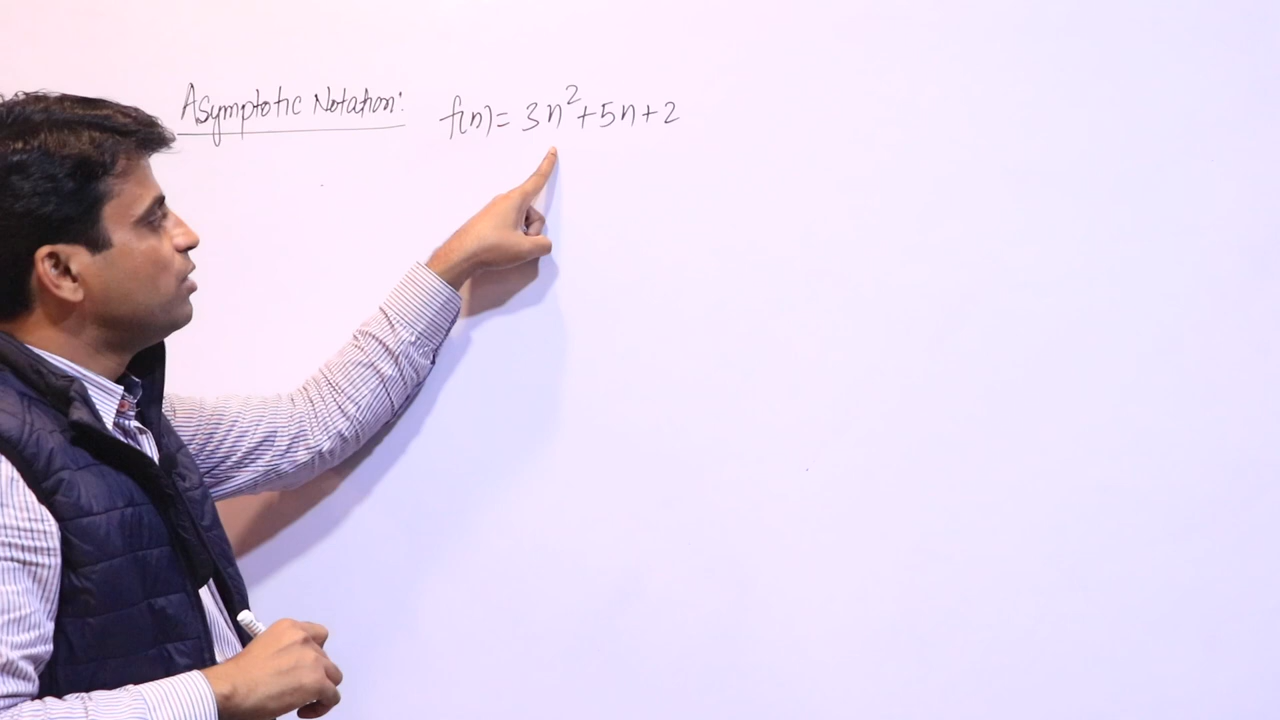 Asymptotic Notation: f(n) = 3n²+5n+2